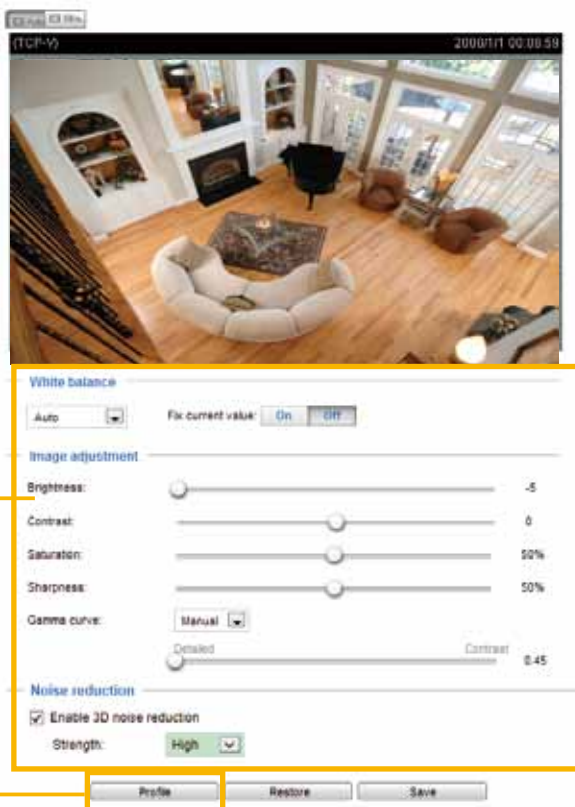 (TCP-V) 2000/1/1 00:08:59
White balance
Auto Fix current value: On Off
Image adjustment
Brightness: -5
Contrast: 0
Saturation: 50%
Sharpness: 50%
Gamma curve: Manual
Detailed Contrast 0.45
Noise reduction
Enable 3D noise reduction
Strength: High
Profile Restore Save